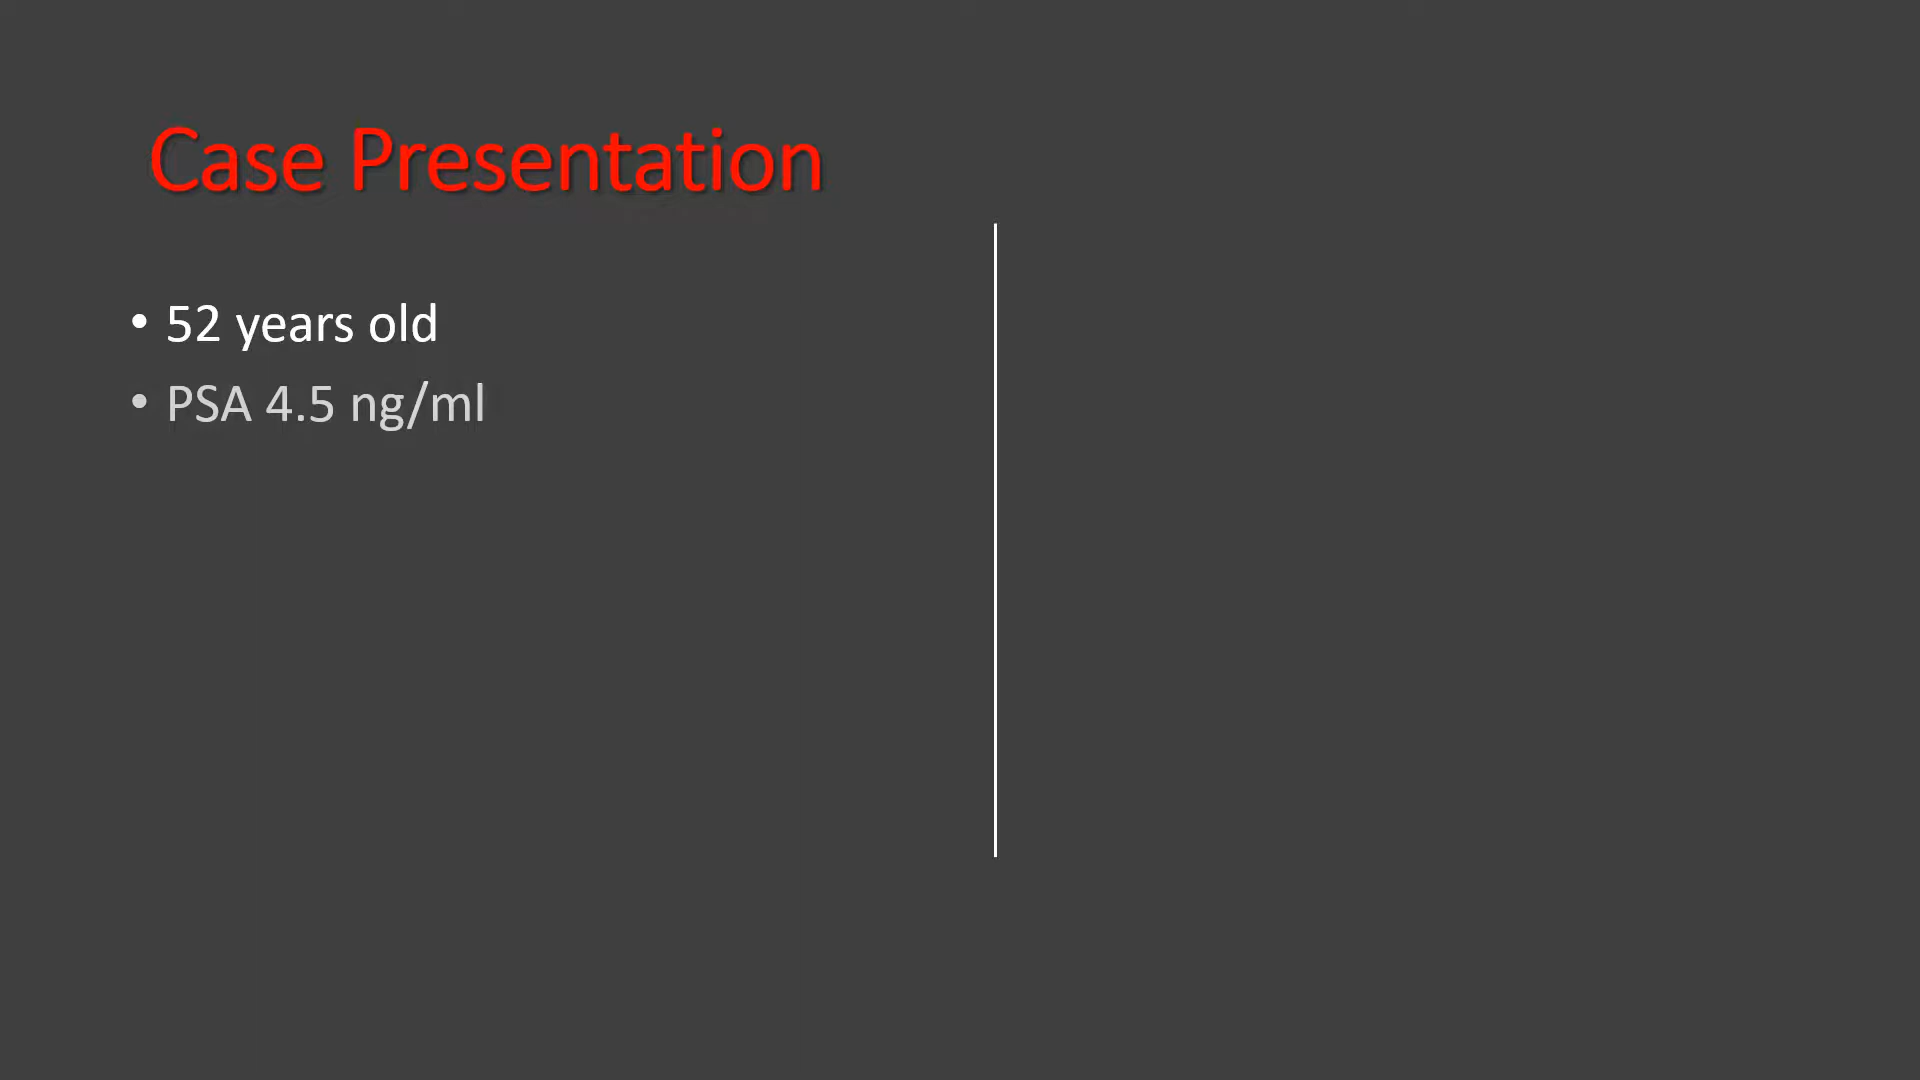 Case Presentation
• 52 years old
• PSA 4.5 ng/ml